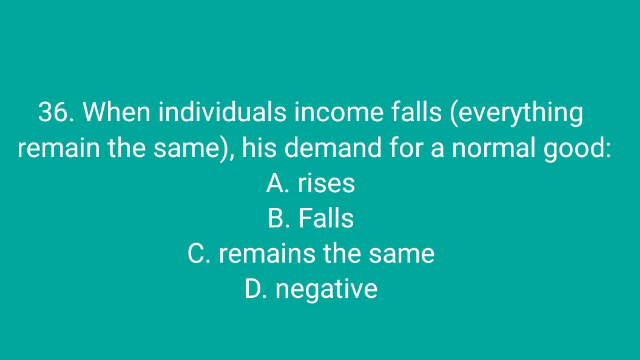 36. When individuals income falls (everything
remain the same), his demand for a normal good:
A. rises
B. Falls
C. remains the same
D. negative